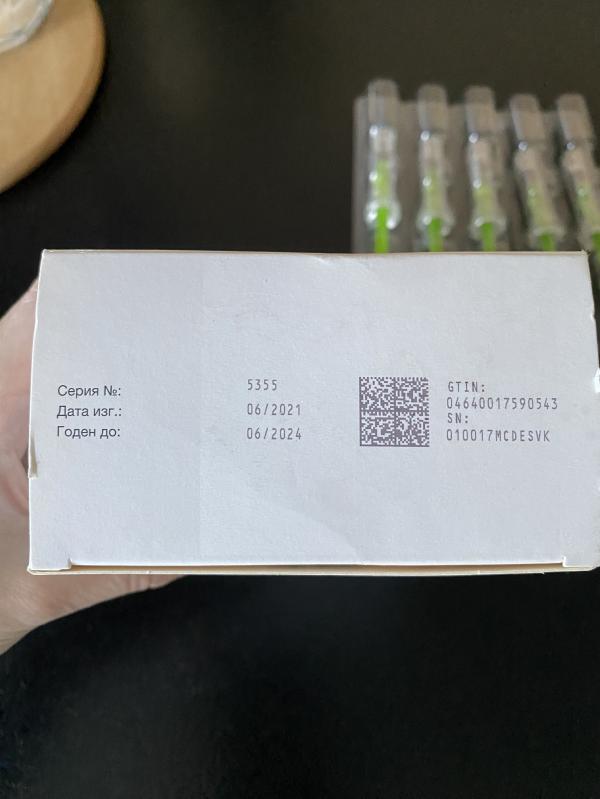 Серия №: 5355
Дата изг.: 06/2021
Годен до: 06/2024
GTIN:
04640017590543
SN:
010017MCDESVK